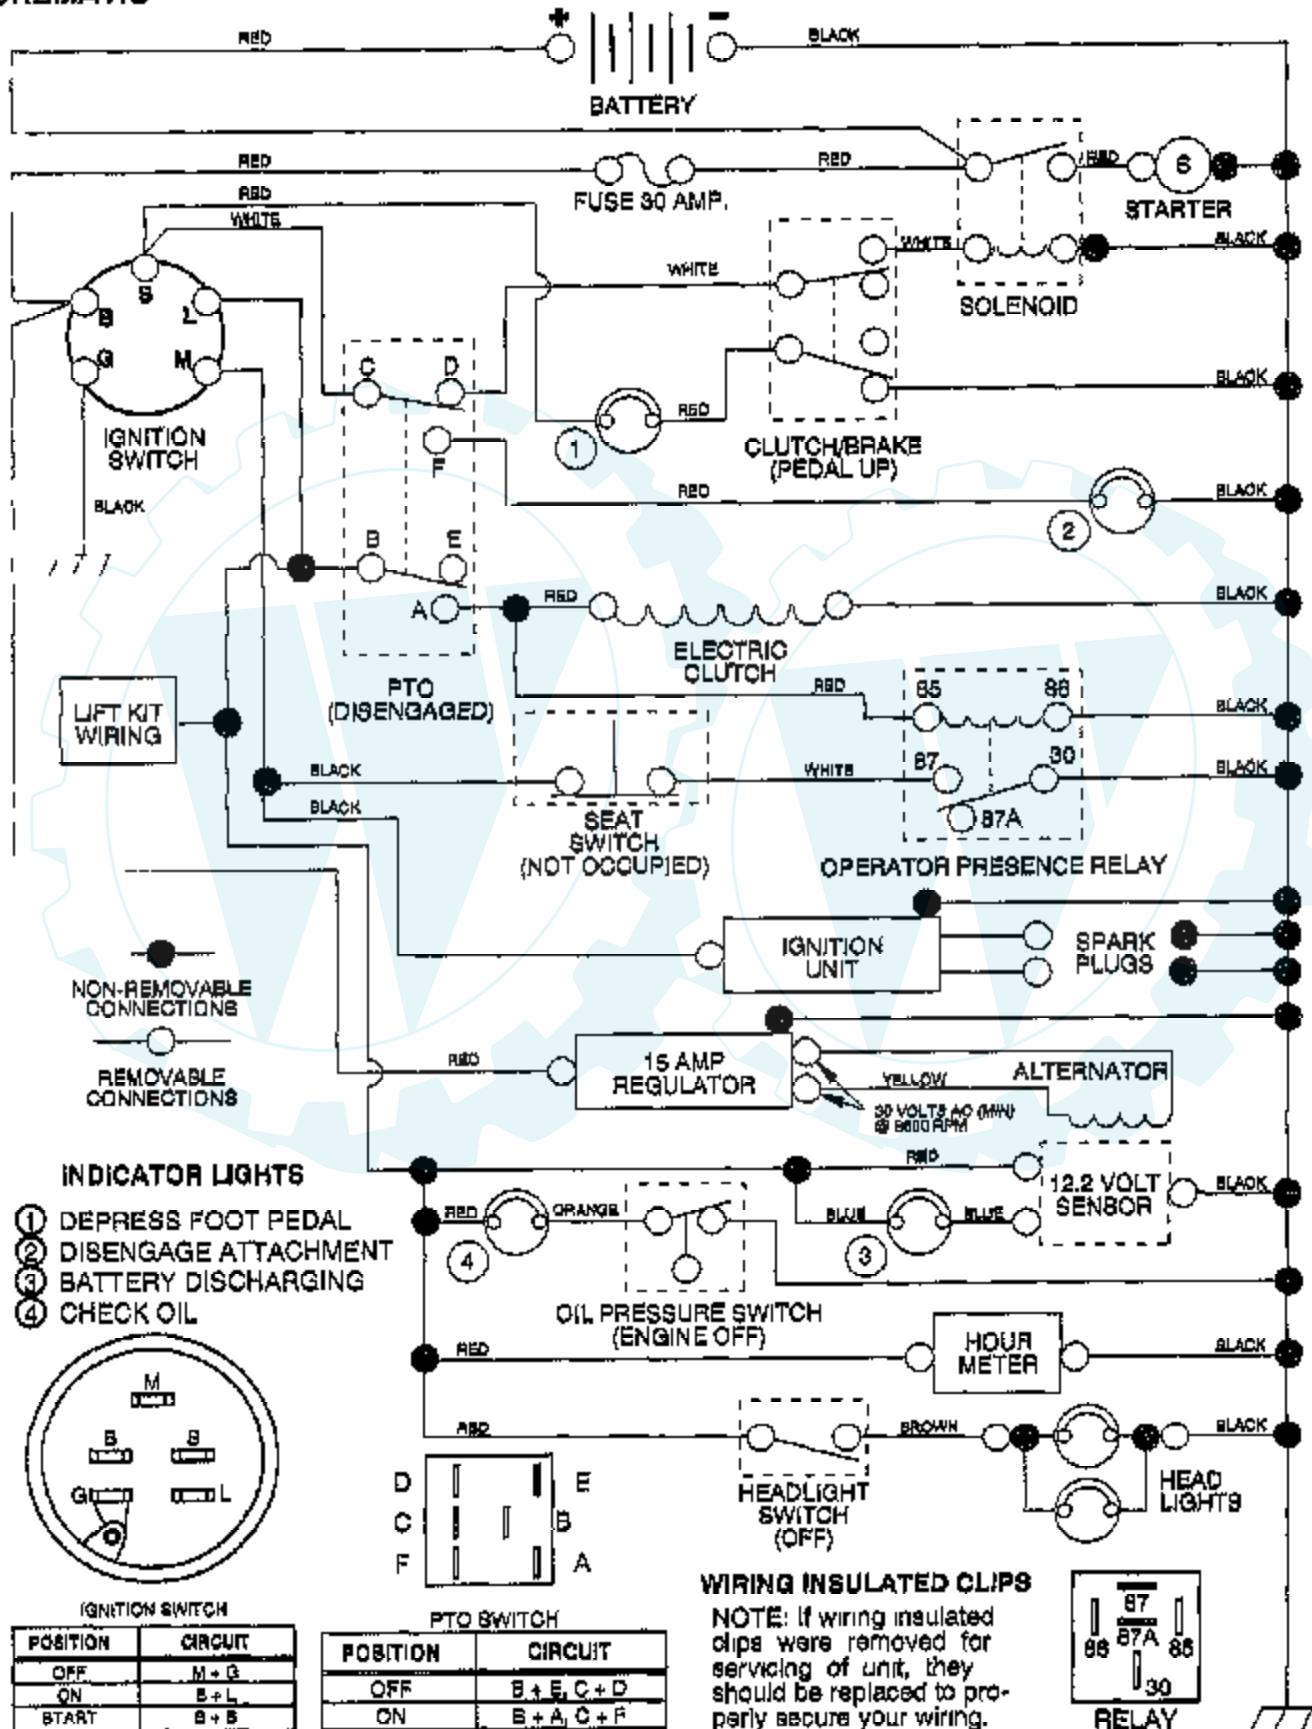 RED
+
-
BLACK
BATTERY
RED
RED
RED
FUSE 30 AMP.
6
STARTER
RED
WHITE
WHITE
WHITE
BLACK
SOLENOID
S
B
L
G
M
IGNITION
SWITCH
BLACK
C
D
F
B
E
A
PTO
(DISENGAGED)
1
RED
CLUTCH/BRAKE
(PEDAL UP)
BLACK
RED
2
BLACK
RED
ELECTRIC
CLUTCH
BLACK
LIFT KIT
WIRING
RED
85
86
BLACK
BLACK
BLACK
SEAT
SWITCH
(NOT OCCUPIED)
WHITE
87
30
87A
BLACK
OPERATOR PRESENCE RELAY
IGNITION
UNIT
SPARK
PLUGS
NON-REMOVABLE
CONNECTIONS
REMOVABLE
CONNECTIONS
RED
15 AMP
REGULATOR
YELLOW
ALTERNATOR
30 VOLTS AC (MIN)
@ 3600 RPM
INDICATOR LIGHTS
1 DEPRESS FOOT PEDAL
2 DISENGAGE ATTACHMENT
3 BATTERY DISCHARGING
4 CHECK OIL
RED
12.2 VOLT
SENSOR
BLACK
RED
4
ORANGE
BLUE
3
BLUE
OIL PRESSURE SWITCH
(ENGINE OFF)
RED
HOUR
METER
BLACK
RED
HEADLIGHT
SWITCH
(OFF)
BROWN
BLACK
HEAD
LIGHTS
M
B
S
G
L
IGNITION SWITCH
POSITION CIRCUIT
OFF M + G
ON B + L
START B + S
D
E
C
B
F
A
PTO SWITCH
POSITION CIRCUIT
OFF B + E, C + D
ON B + A, C + F
WIRING INSULATED CLIPS
NOTE: If wiring insulated
clips were removed for
servicing of unit, they
should be replaced to pro-
perly secure your wiring.
87
86
87A
85
30
RELAY